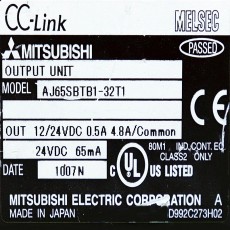 CC-Link MELSEC
MITSUBISHI PASSED
OUTPUT UNIT
MODEL AJ65SBTB1-32T1
OUT 12/24VDC 0.5A 4.8A/Common
24VDC 65mA
80M1 IND.CONT.EQ.
CLASS2 ONLY
DATE 1007N
C UL US LISTED
MITSUBISHI ELECTRIC CORPORATION A
MADE IN JAPAN D992C273H02